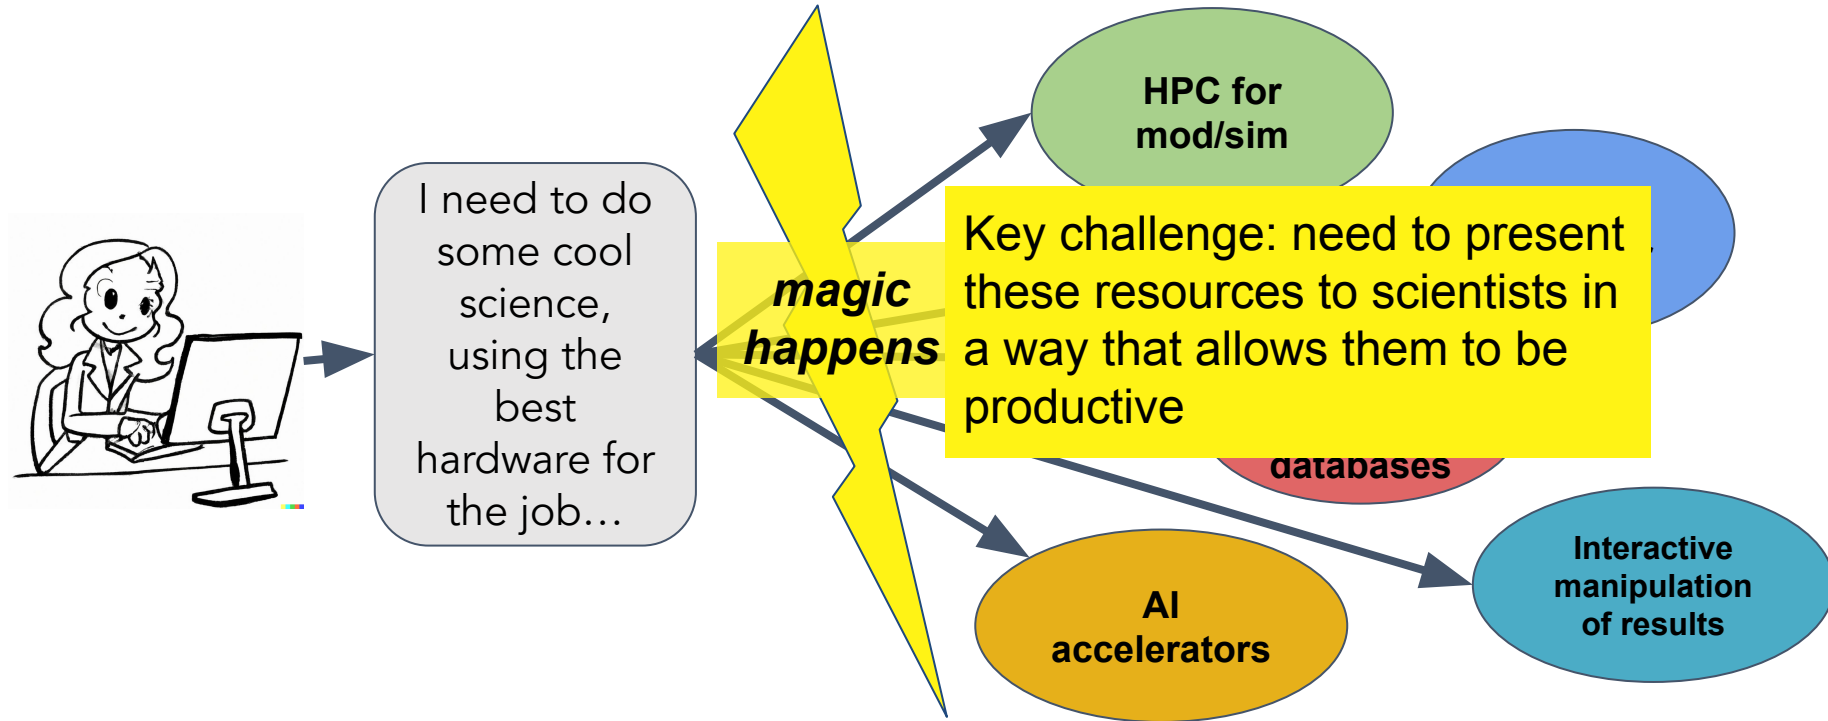 I need to do
some cool
science,
using the
best
hardware for
the job…
magic
happens
HPC for
mod/sim
Key challenge: need to present
these resources to scientists in
a way that allows them to be
productive
databases
AI
accelerators
Interactive
manipulation
of results